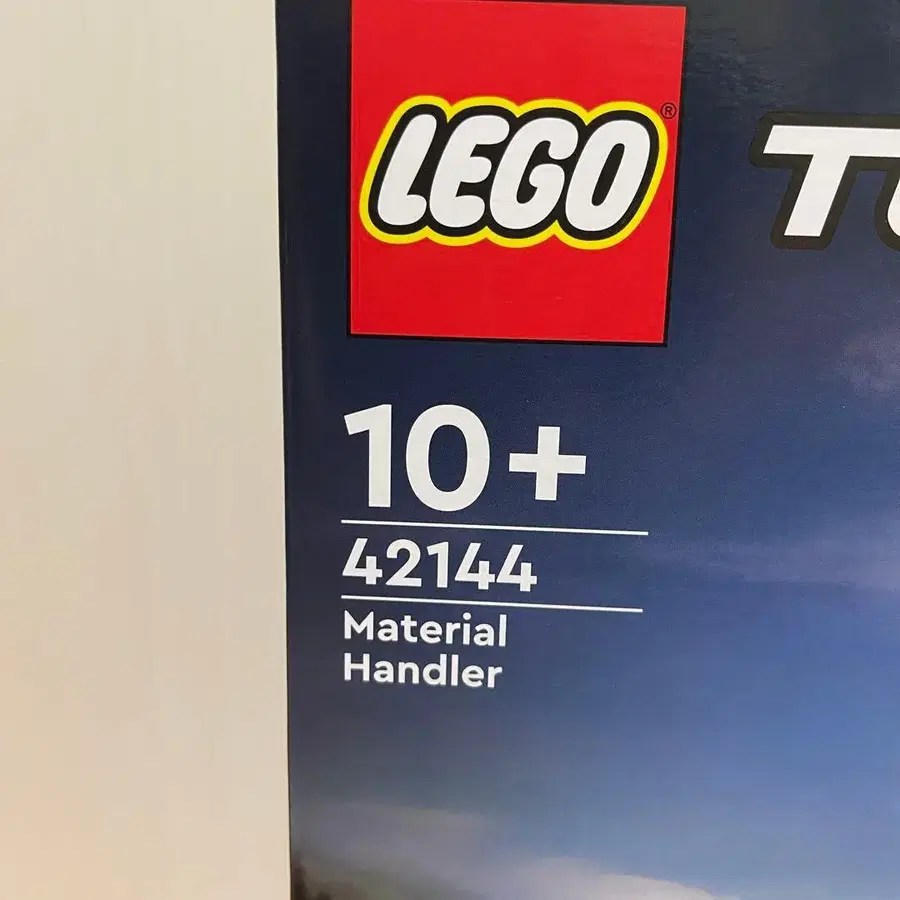 LEGO®
10+
42144
Material
Handler